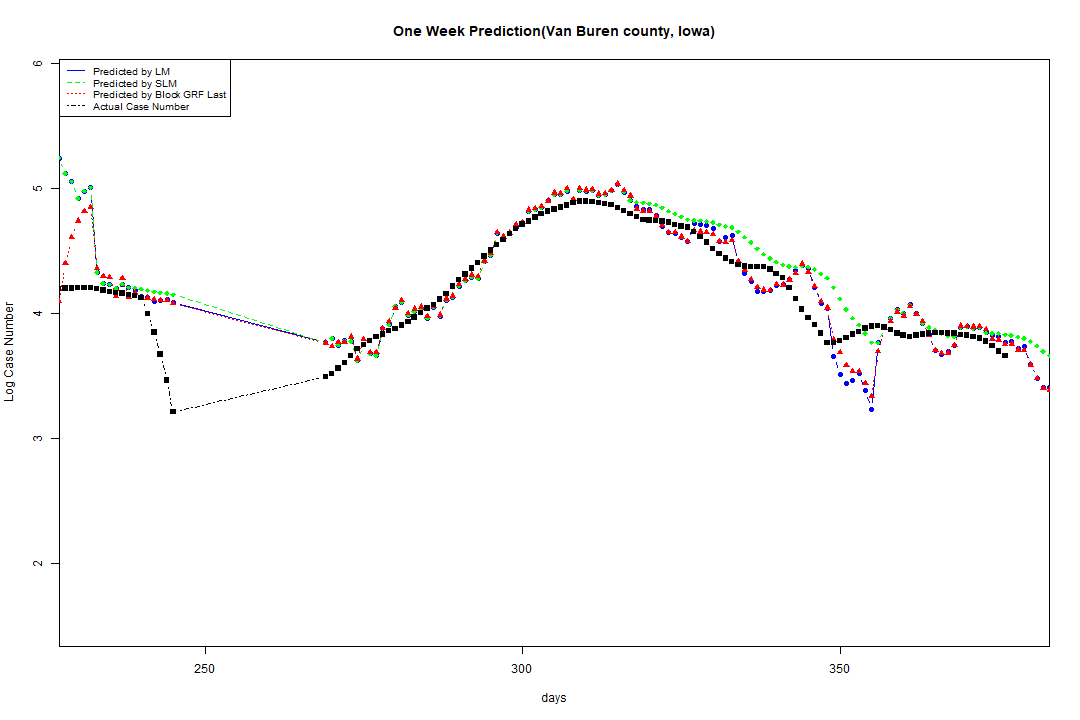 One Week Prediction(Van Buren county, Iowa)
Predicted by LM
Predicted by SLM
Predicted by Block GRF Last
Actual Case Number
6
5
4
3
2
Log Case Number
250
300
350
days